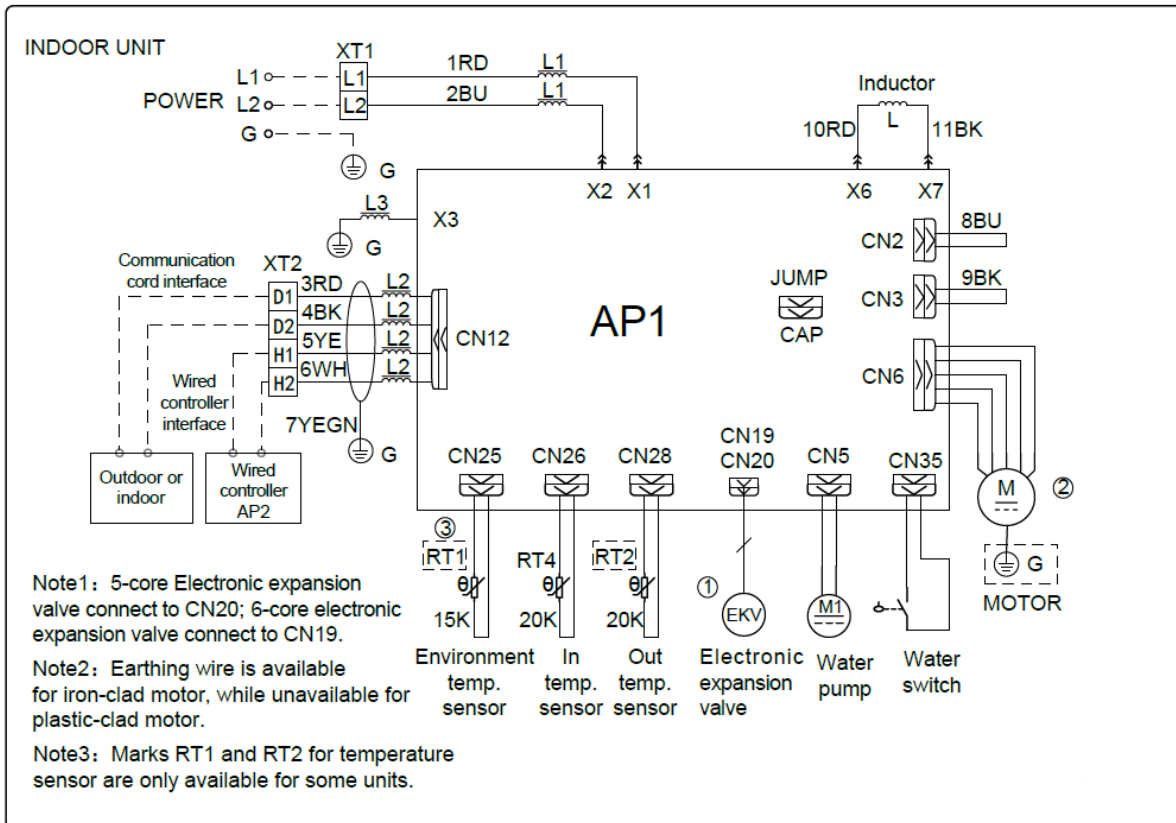 INDOOR UNIT
XT1
L1 L1 1RD L1
POWER L2 L2 2BU L1
G
G
Inductor
10RD L 11BK
X2 X1 X6 X7
L3 X3
G
CN2 8BU
CN3 9BK
JUMP
CAP
AP1
CN6
Communication
cord interface
XT2
D1 3RD L2
D2 4BK L2
H1 5YE L2
H2 6WH L2
CN12
Wired
controller
interface
7YEGN
G
Outdoor or
indoor
Wired
controller
AP2
CN25 CN26 CN28 CN19
CN20 CN5 CN35
③
RT1 RT4 RT2
θ θ θ
15K 20K 20K
①
EKV
M1
M
②
G
MOTOR
Environment
temp.
sensor
In
temp.
sensor
Out
temp.
sensor
Electronic
expansion
valve
Water
pump
Water
switch
Note1：5-core Electronic expansion
valve connect to CN20; 6-core electronic
expansion valve connect to CN19.
Note2：Earthing wire is available
for iron-clad motor, while unavailable for
plastic-clad motor.
Note3：Marks RT1 and RT2 for temperature
sensor are only available for some units.